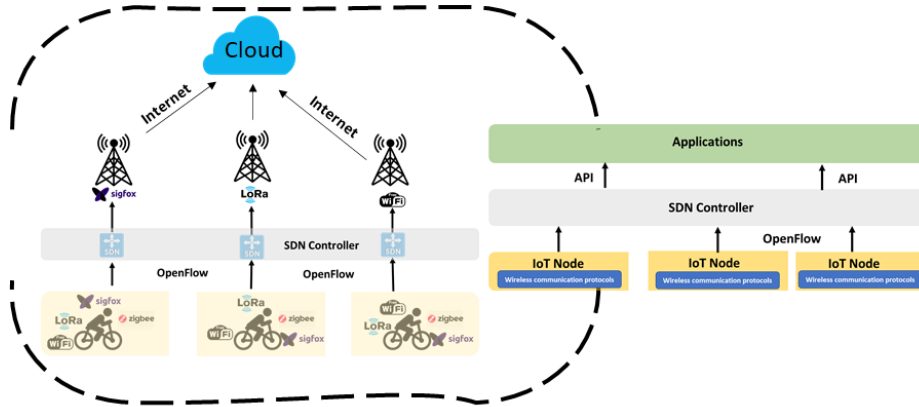 Cloud
Internet
Internet
sigfox
LoRa
WiFi
SDN
SDN
SDN Controller
SDN
OpenFlow
OpenFlow
sigfox
LoRa
zigbee
WiFi
LoRa
zigbee
WiFi
sigfox
WiFi
LoRa
zigbee
sigfox
Applications
API
API
SDN Controller
OpenFlow
IoT Node
Wireless communication protocols
IoT Node
Wireless communication protocols
IoT Node
Wireless communication protocols